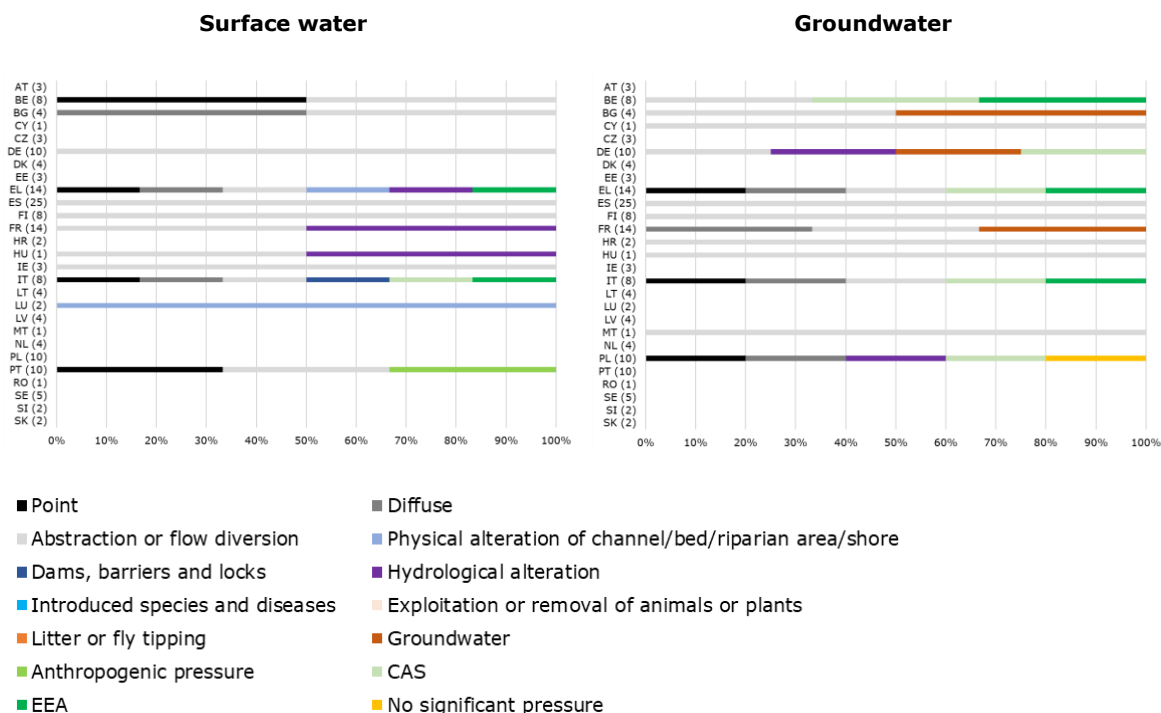 Surface water
Groundwater
AT (3)
BE (8)
BG (4)
CY (1)
CZ (3)
DE (10)
DK (4)
EE (3)
EL (14)
ES (25)
FI (8)
FR (14)
HR (2)
HU (1)
IE (3)
IT (8)
LT (4)
LU (2)
LV (4)
MT (1)
NL (4)
PL (10)
PT (10)
RO (1)
SE (5)
SI (2)
SK (2)
0% 10% 20% 30% 40% 50% 60% 70% 80% 90% 100%
AT (3)
BE (8)
BG (4)
CY (1)
CZ (3)
DE (10)
DK (4)
EE (3)
EL (14)
ES (25)
FI (8)
FR (14)
HR (2)
HU (1)
IE (3)
IT (8)
LT (4)
LU (2)
LV (4)
MT (1)
NL (4)
PL (10)
PT (10)
RO (1)
SE (5)
SI (2)
SK (2)
0% 10% 20% 30% 40% 50% 60% 70% 80% 90% 100%
Point
Diffuse
Abstraction or flow diversion
Physical alteration of channel/bed/riparian area/shore
Dams, barriers and locks
Hydrological alteration
Introduced species and diseases
Exploitation or removal of animals or plants
Litter or fly tipping
Groundwater
Anthropogenic pressure
CAS
EEA
No significant pressure